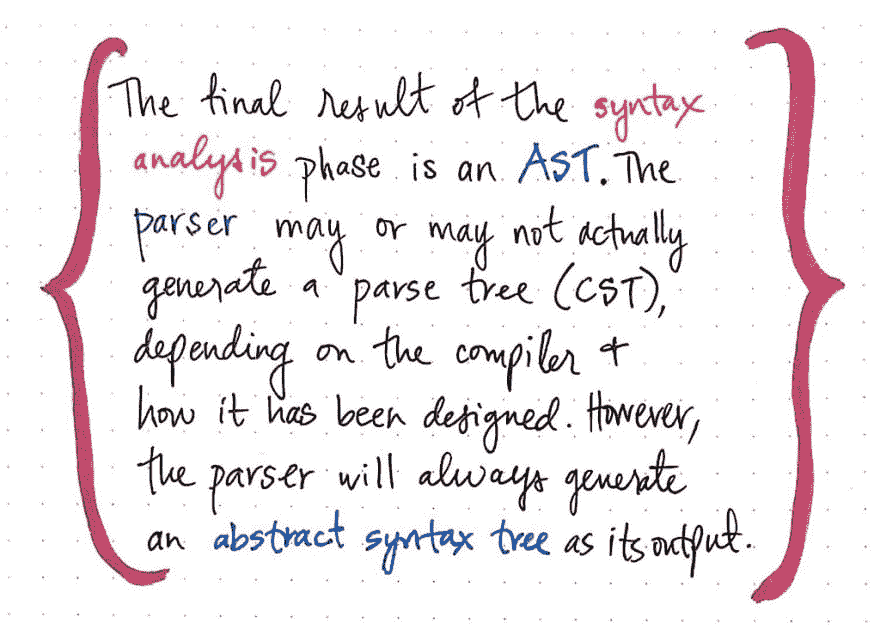 The final result of the syntax
analysis phase is an AST. The
parser may or may not actually
generate a parse tree (CST),
depending on the compiler +
how it has been designed. However,
the parser will always generate
an abstract syntax tree as its output.